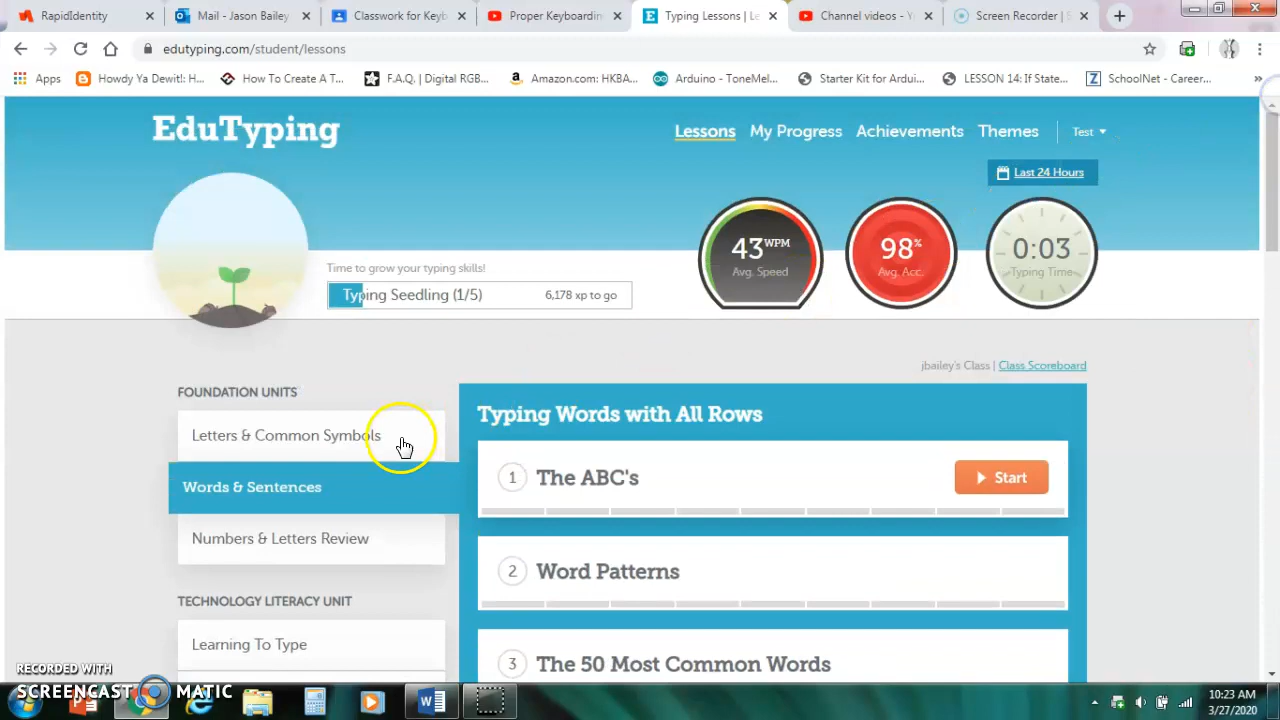 RapidIdentity
Mail - Jason Bailey
Classwork for Keyb
Proper Keyboardin
Typing Lessons | Le
Channel videos - Yo
Screen Recorder | S
edutyping.com/student/lessons
Apps
Howdy Ya Dewit!: H...
How To Create A T...
F.A.Q. | Digital RGB...
Amazon.com: HKBA...
Arduino - ToneMel...
Starter Kit for Ardui...
LESSON 14: If State...
SchoolNet - Career...
EduTyping
Lessons
My Progress
Achievements
Themes
Test
Last 24 Hours
43 WPM
Avg. Speed
98%
Avg. Acc.
0:03
Typing Time
Time to grow your typing skills!
Typing Seedling (1/5)
6,178 xp to go
jbailey's Class | Class Scoreboard
FOUNDATION UNITS
Letters & Common Symbols
Words & Sentences
Numbers & Letters Review
TECHNOLOGY LITERACY UNIT
Learning To Type
Typing Words with All Rows
1 The ABC's
Start
2 Word Patterns
3 The 50 Most Common Words
RECORDED WITH
SCREENCAST MATIC
10:23 AM
3/27/2020